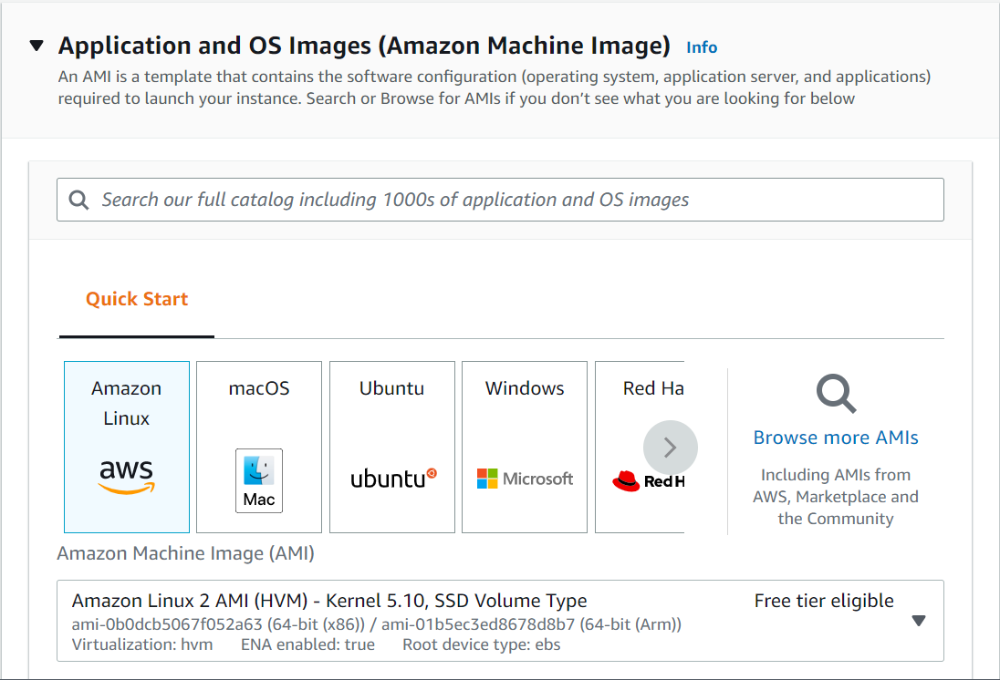 Application and OS Images (Amazon Machine Image) Info
An AMI is a template that contains the software configuration (operating system, application server, and applications)
required to launch your instance. Search or Browse for AMIs if you don’t see what you are looking for below
Search our full catalog including 1000s of application and OS images
Quick Start
Amazon
Linux
aws
macOS
Mac
Ubuntu
ubuntu
Windows
Microsoft
Red Ha
Red H
Browse more AMIs
Including AMIs from
AWS, Marketplace and
the Community
Amazon Machine Image (AMI)
Amazon Linux 2 AMI (HVM) - Kernel 5.10, SSD Volume Type Free tier eligible
ami-0b0dcb5067f052a63 (64-bit (x86)) / ami-01b5ec3ed8678d8b7 (64-bit (Arm))
Virtualization: hvm ENA enabled: true Root device type: ebs